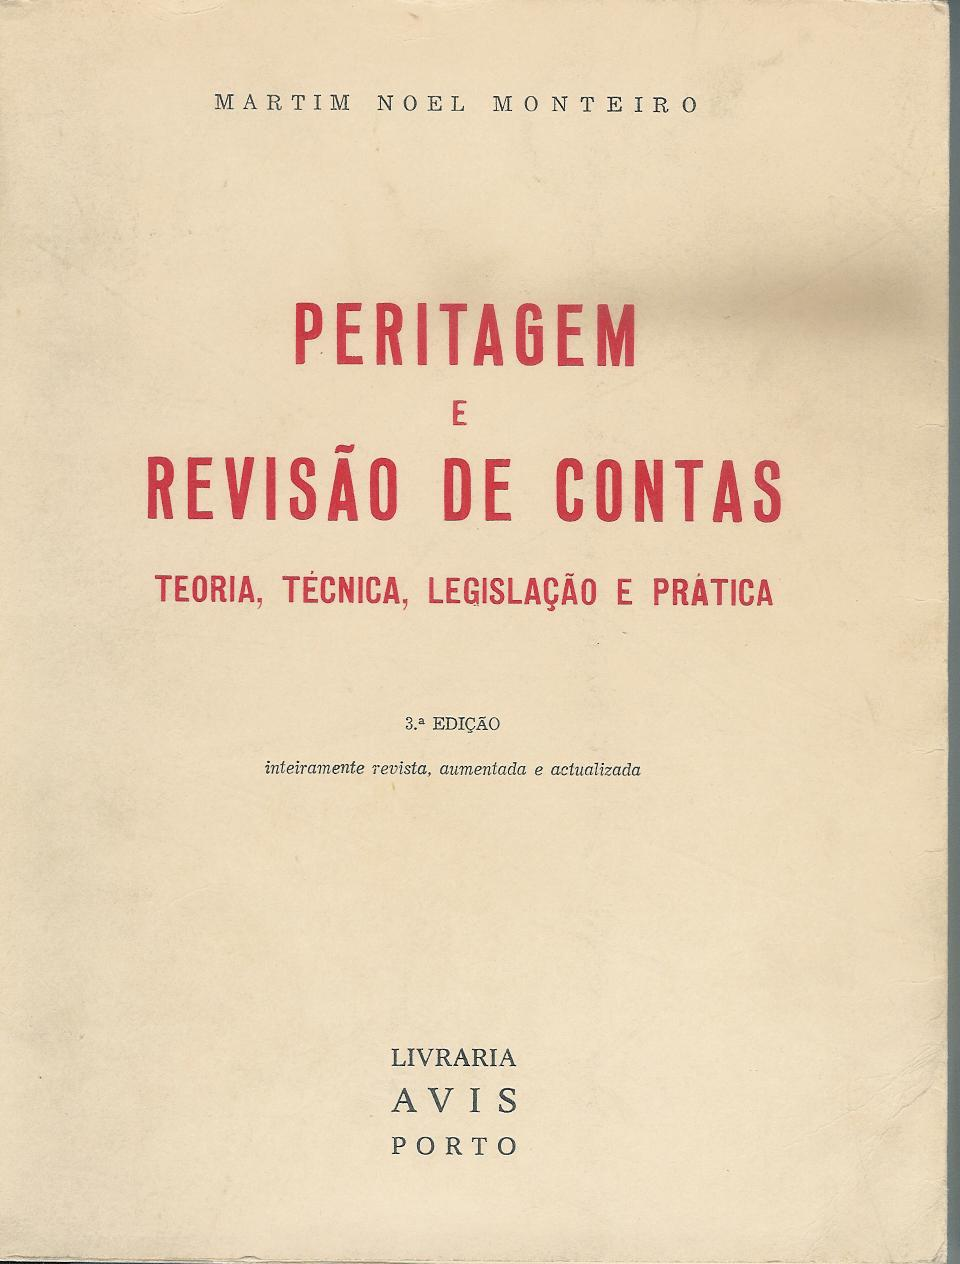 MARTIM NOEL MONTEIRO
PERITAGEM
E
REVISÃO DE CONTAS
TEORIA, TÉCNICA, LEGISLAÇÃO E PRÁTICA
3.ª EDIÇÃO
inteiramente revista, aumentada e actualizada
LIVRARIA
AVIS
PORTO